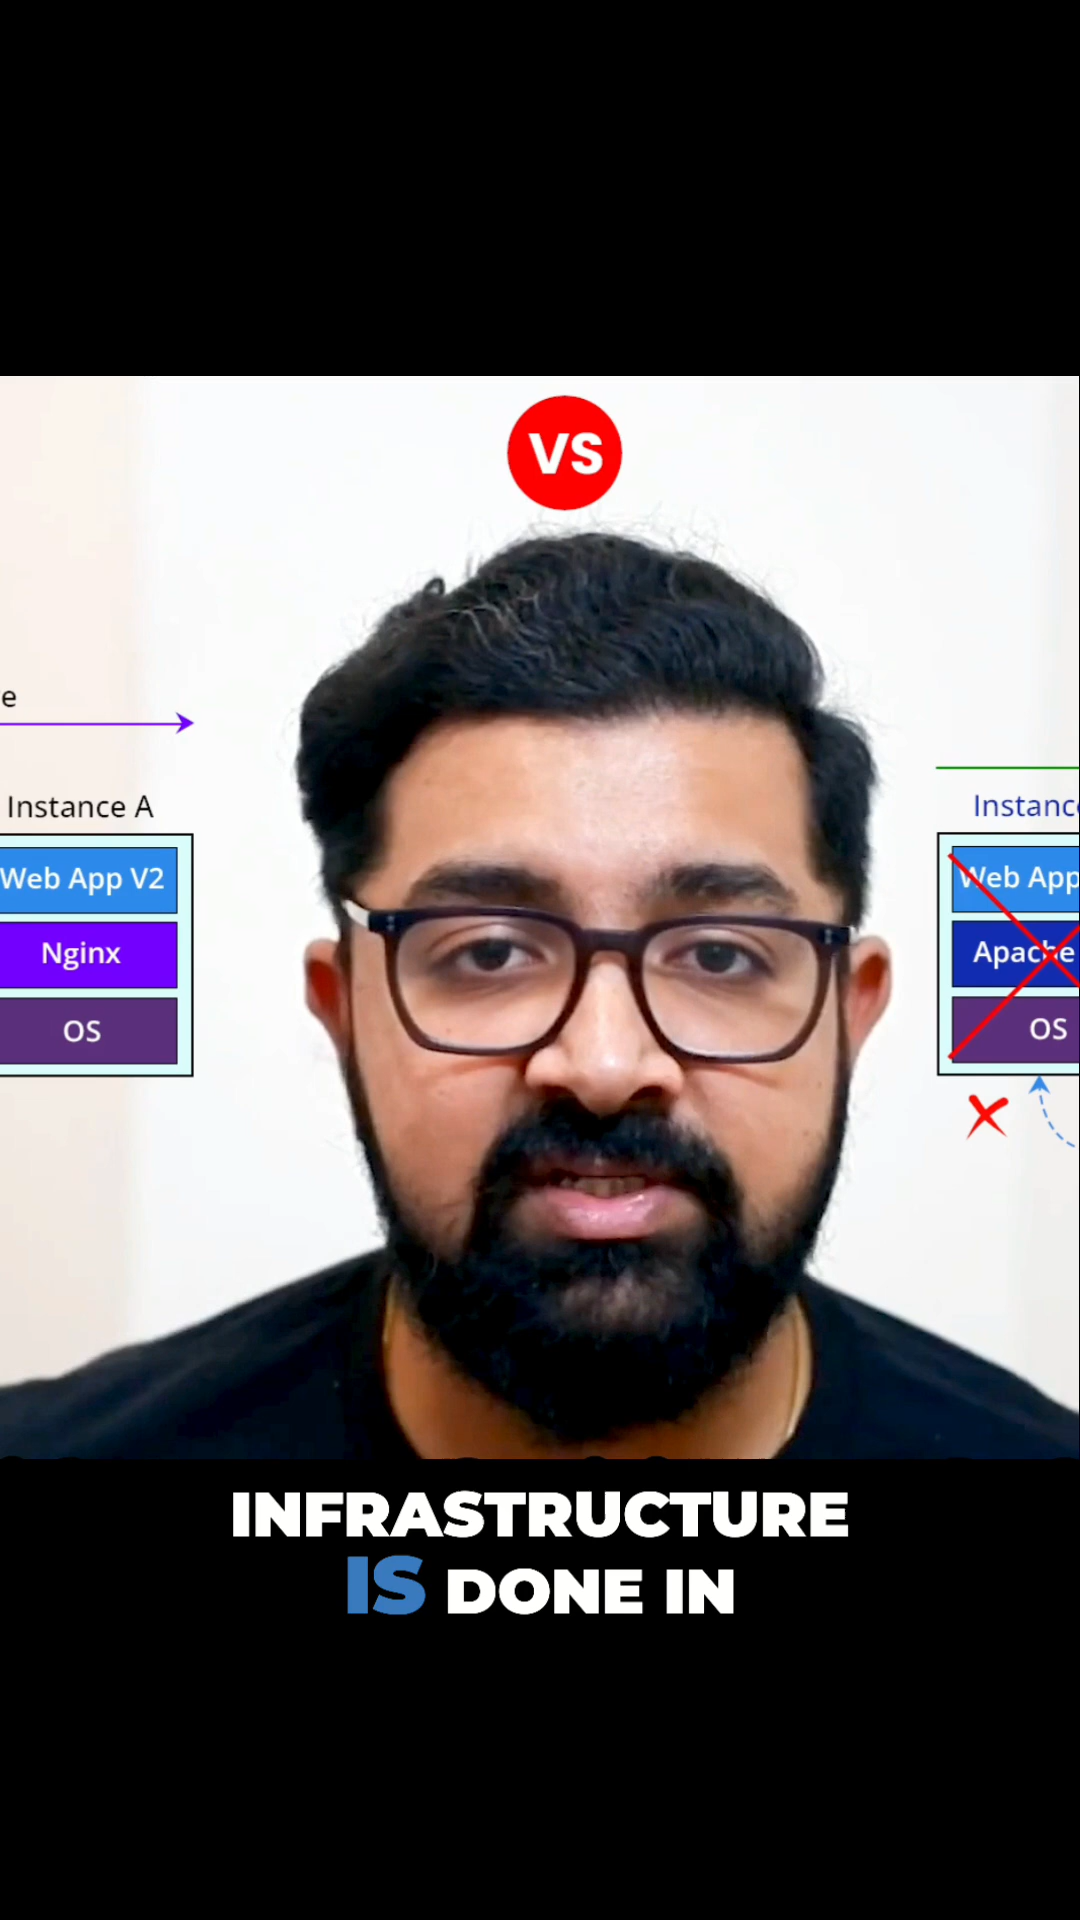 VS
e
Instance A
Web App V2
Nginx
OS
Instanc
Web App
Apache
OS
INFRASTRUCTURE
IS DONE IN